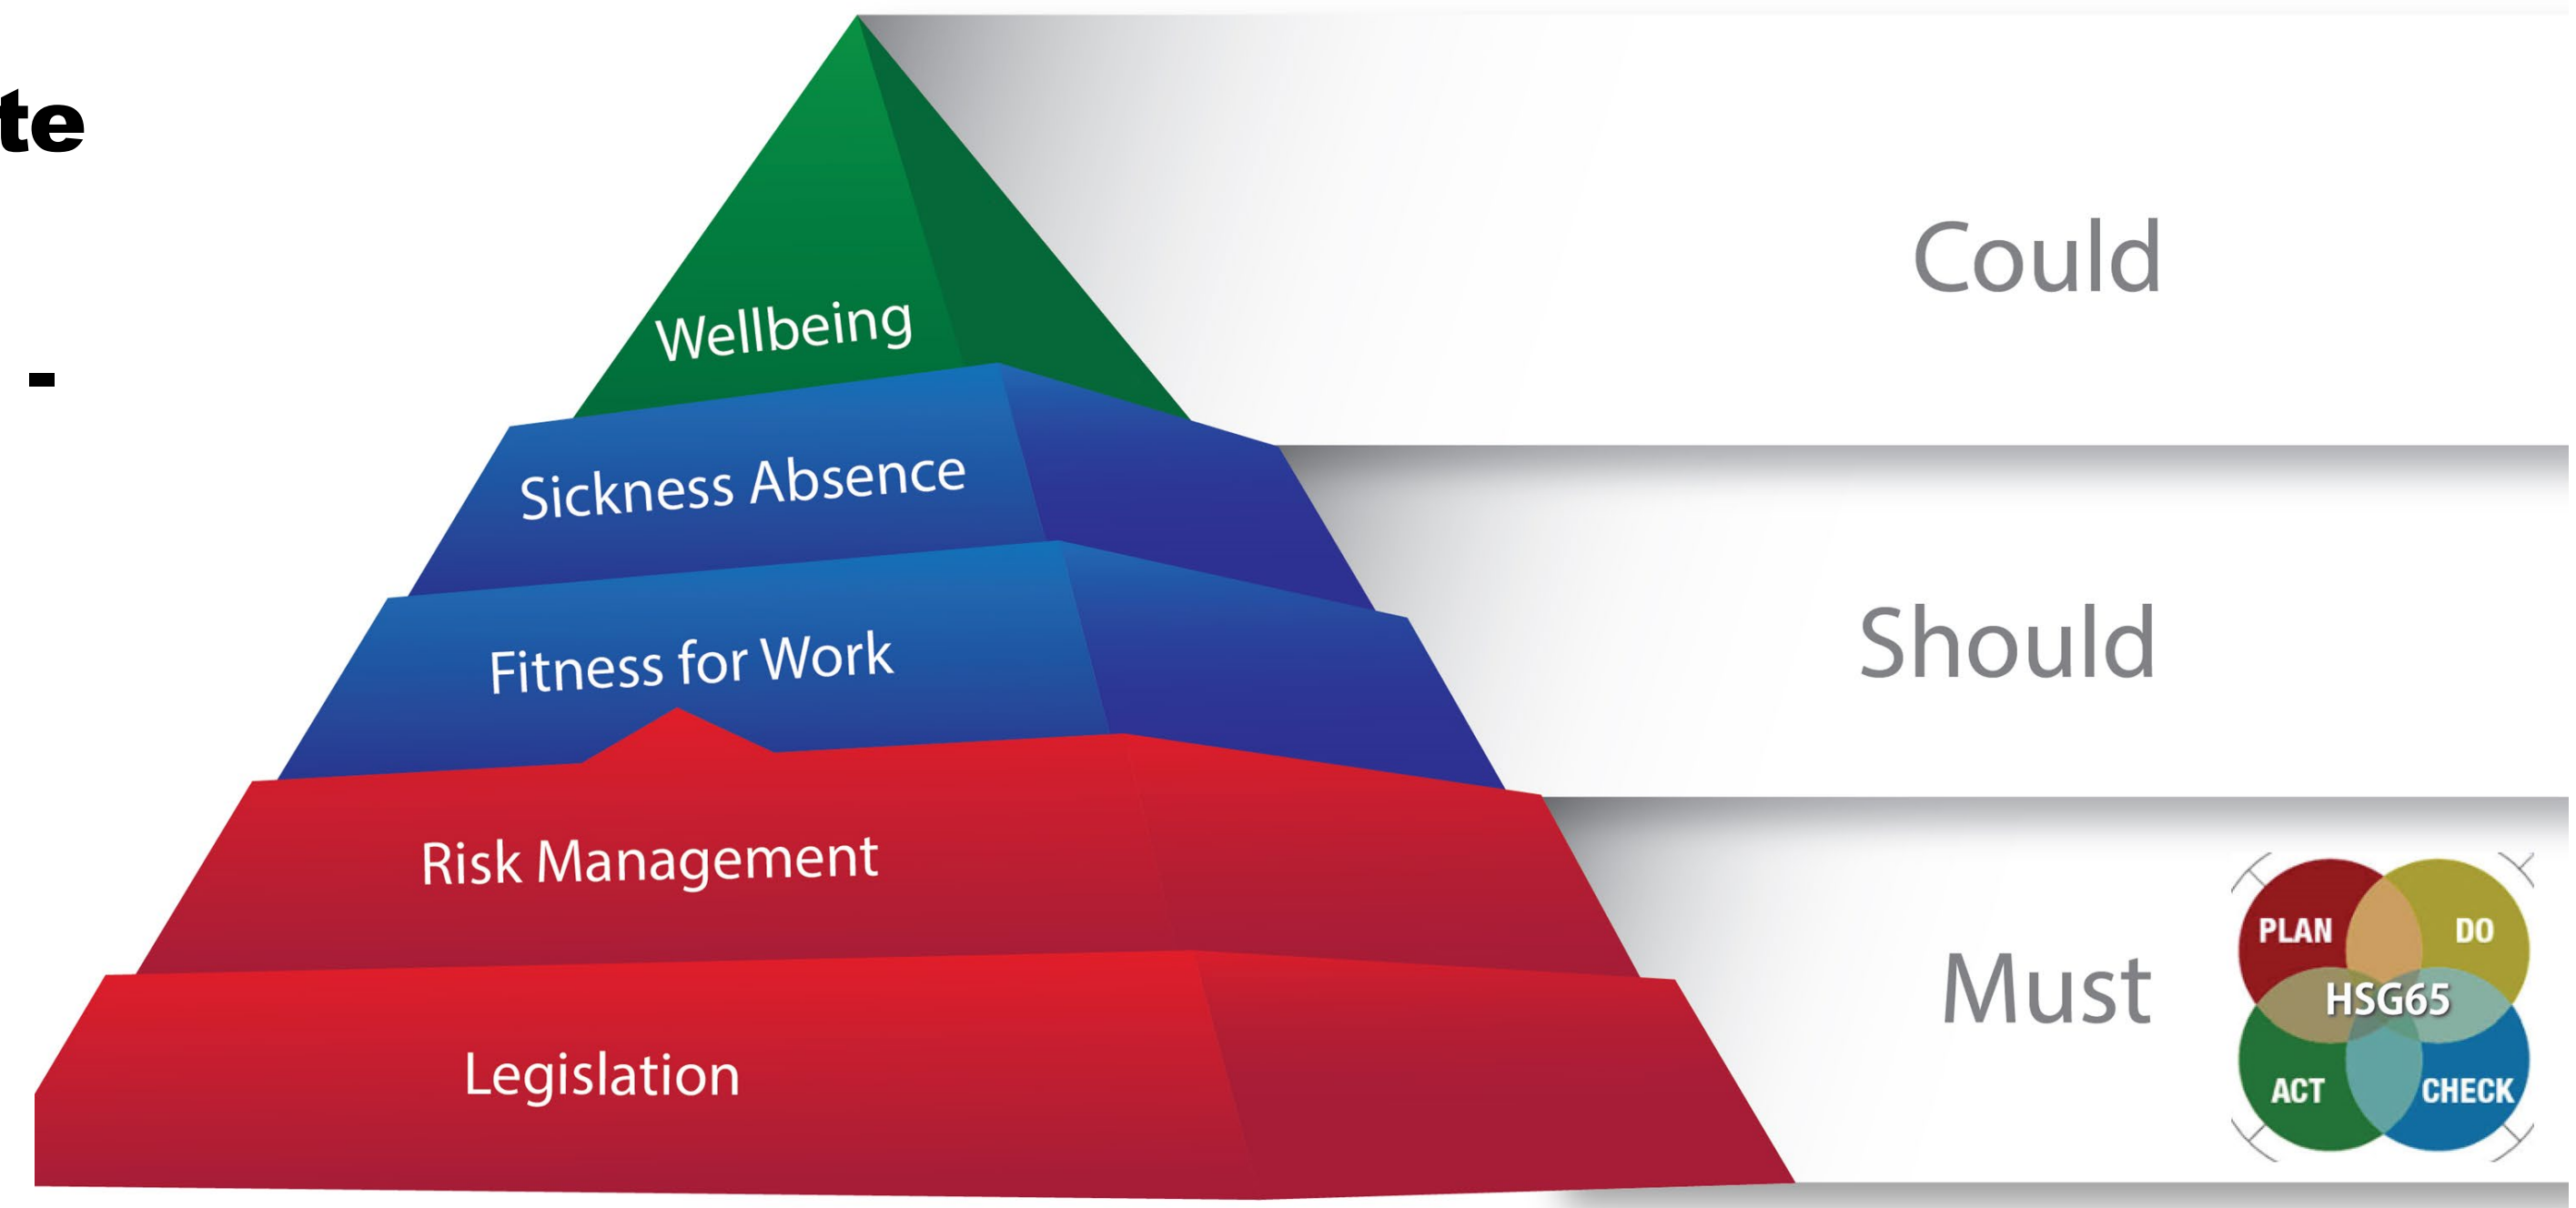 te
-
Wellbeing
Could
Sickness Absence
Fitness for Work
Should
Risk Management
Legislation
Must
PLAN
DO
HSG65
ACT
CHECK